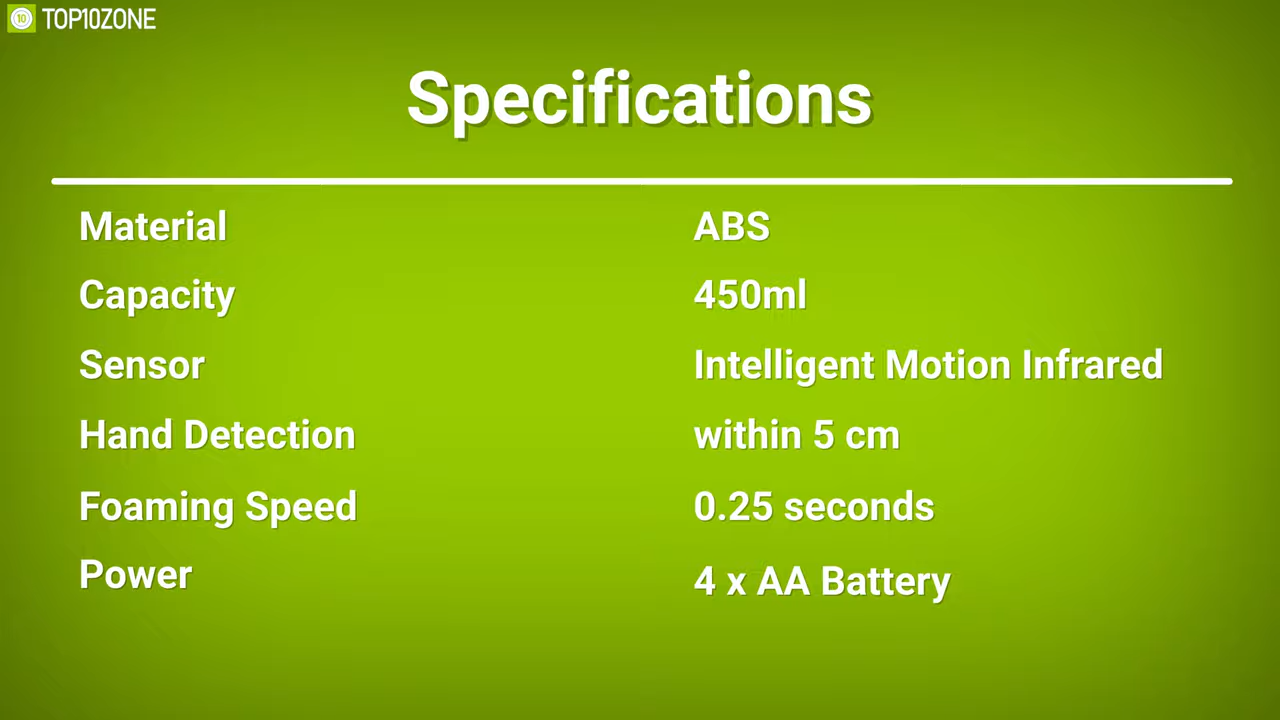 10 TOP10ZONE
Specifications
Material ABS
Capacity 450ml
Sensor Intelligent Motion Infrared
Hand Detection within 5 cm
Foaming Speed 0.25 seconds
Power 4 x AA Battery